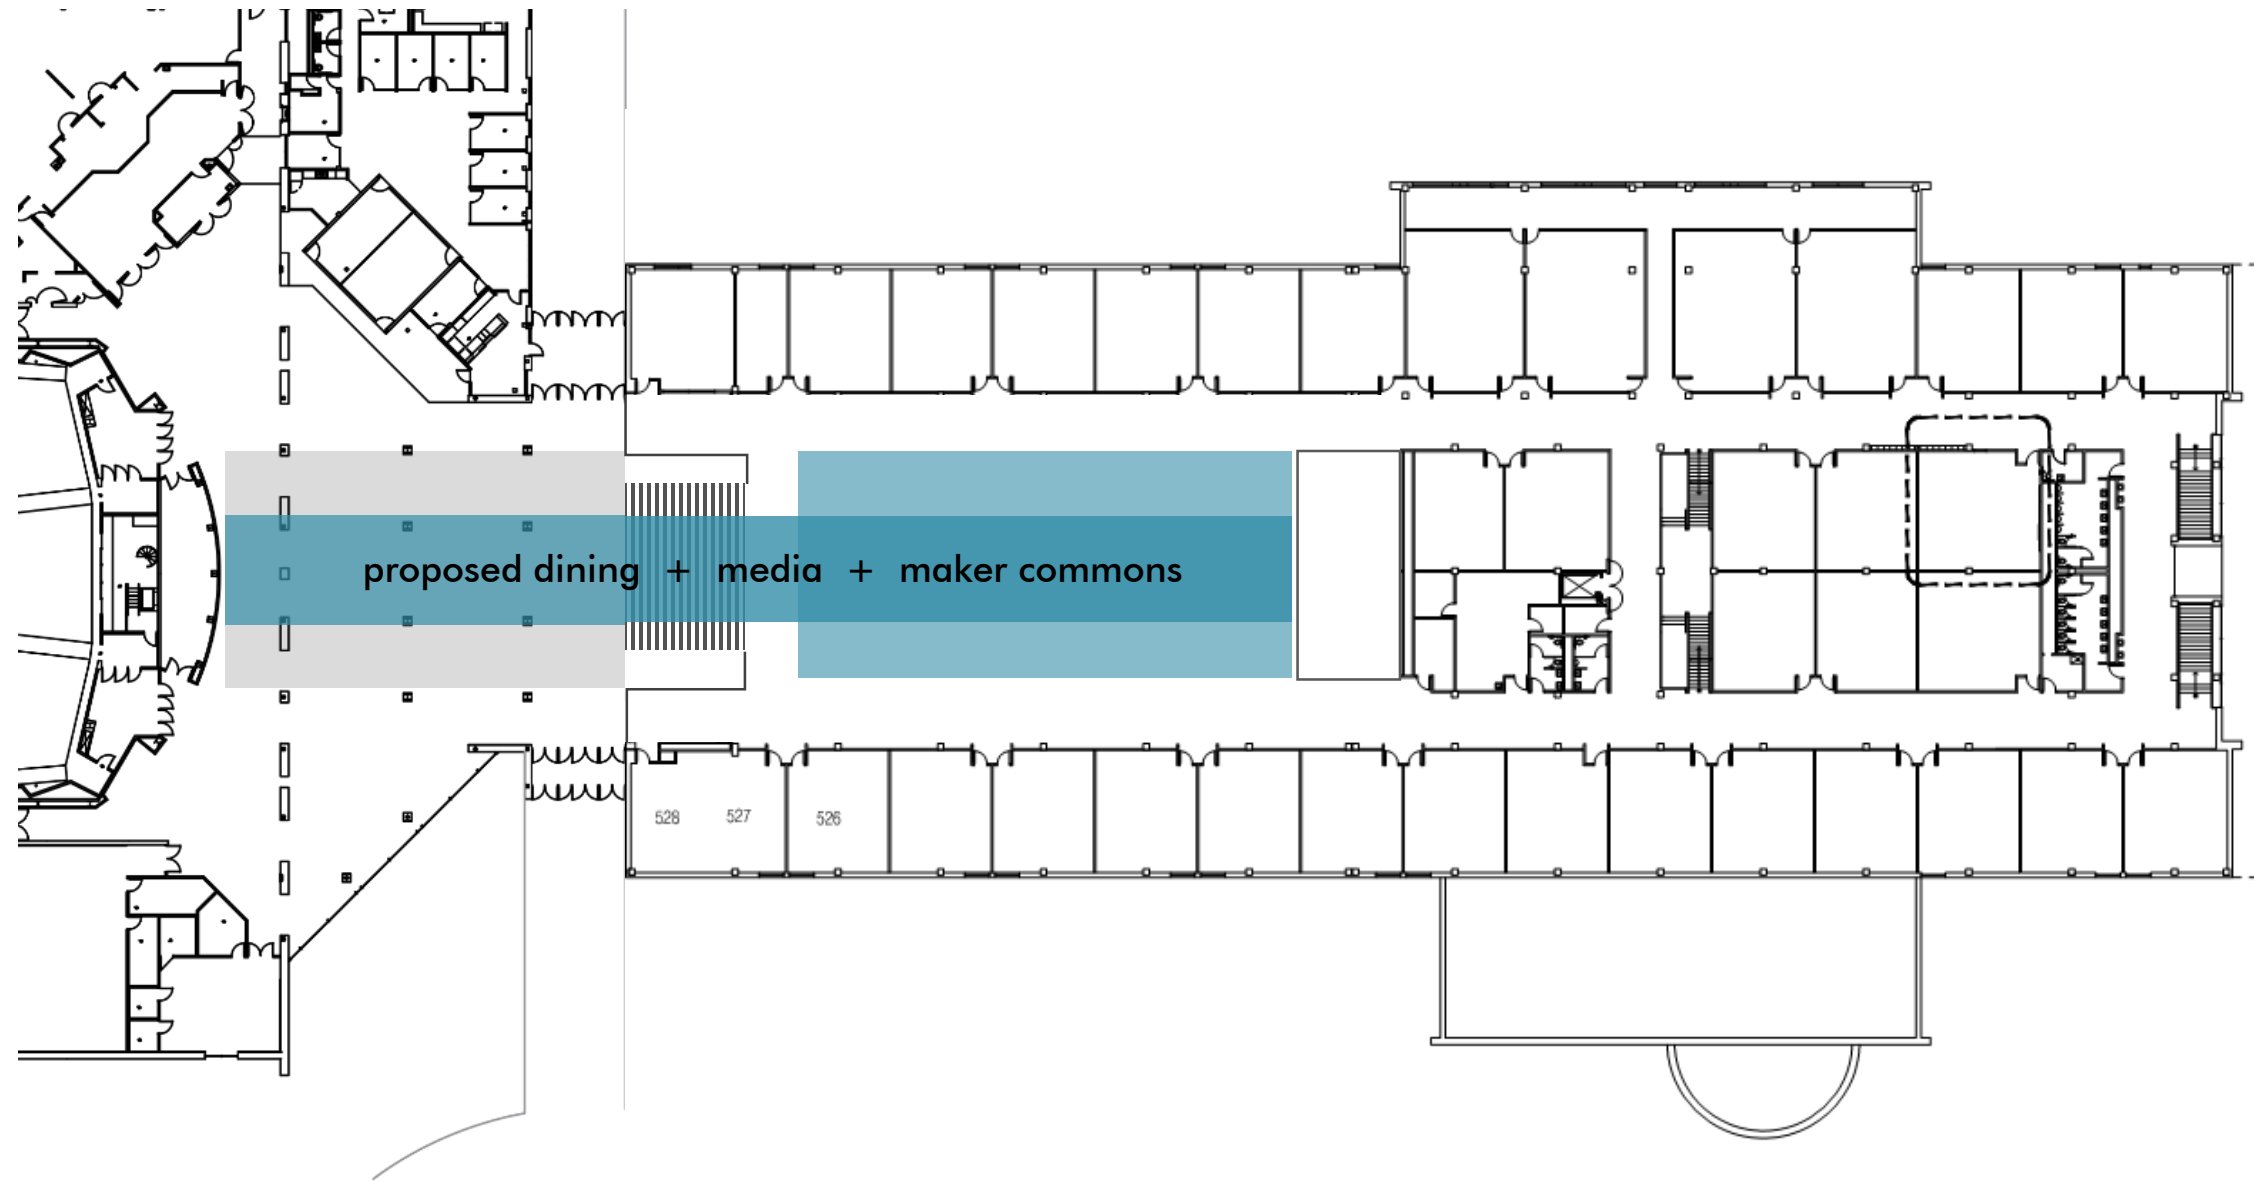 proposed dining + media + maker commons
528 527 526